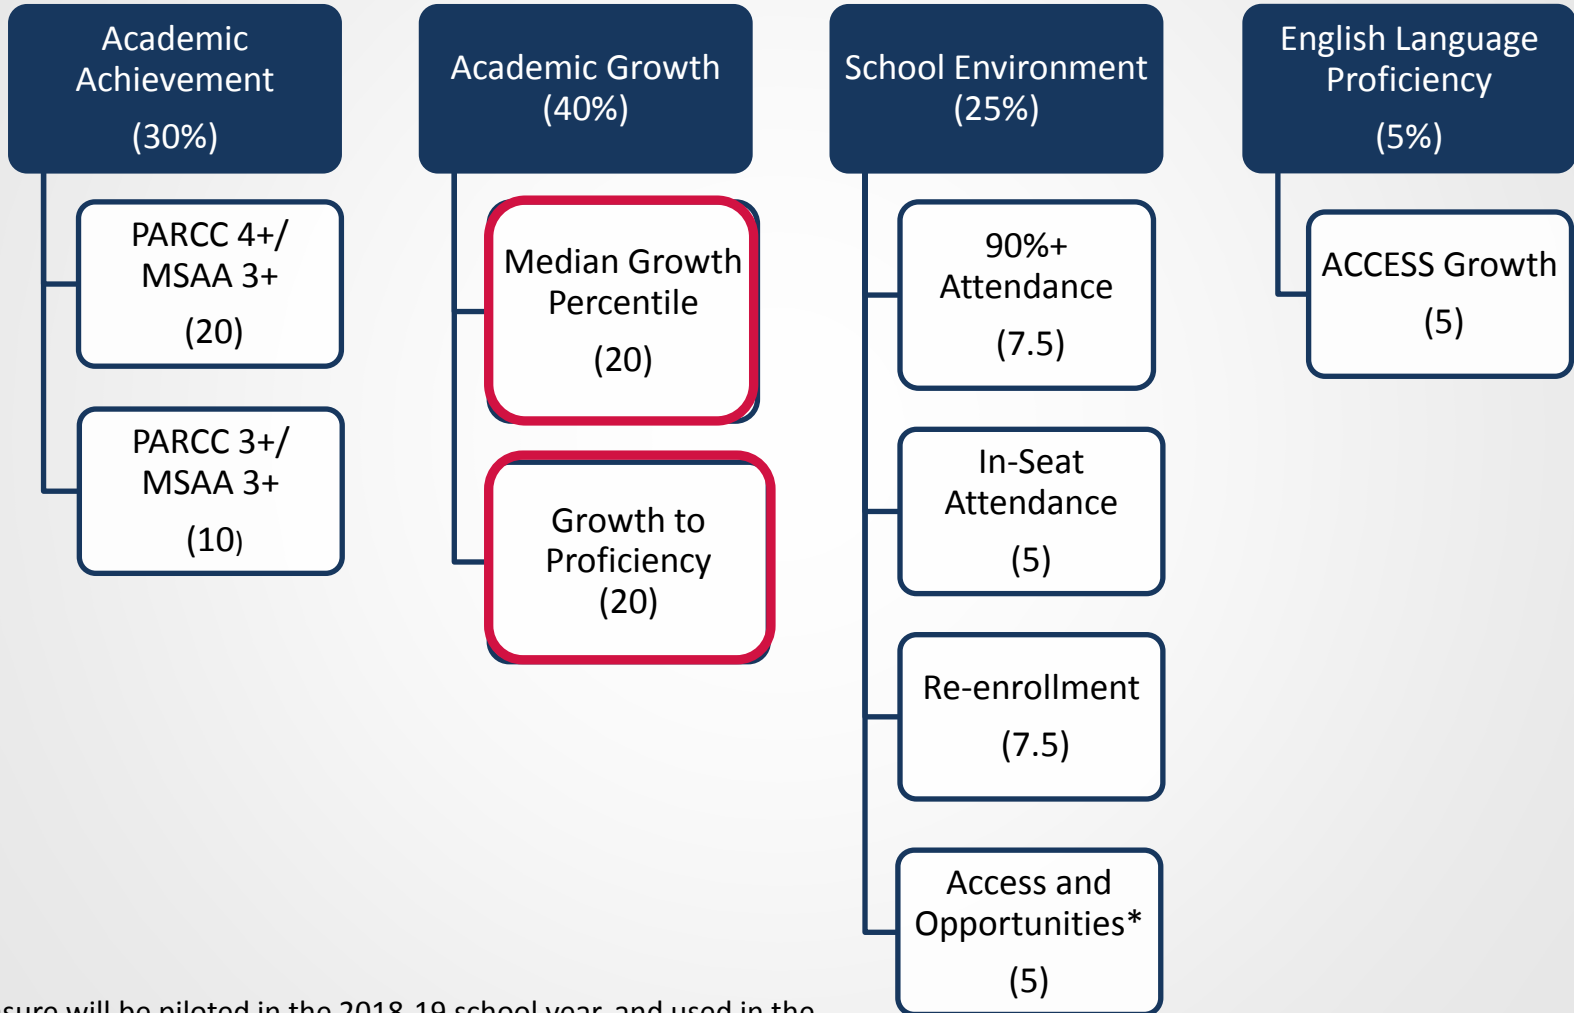 Academic
Achievement
(30%)
PARCC 4+/
MSAA 3+
(20)
PARCC 3+/
MSAA 3+
(10)
Academic Growth
(40%)
Median Growth
Percentile
(20)
Growth to
Proficiency
(20)
School Environment
(25%)
90%+
Attendance
(7.5)
In-Seat
Attendance
(5)
Re-enrollment
(7.5)
Access and
Opportunities*
(5)
English Language
Proficiency
(5%)
ACCESS Growth
(5)
will be piloted in the 2018-19 school year, and used in the